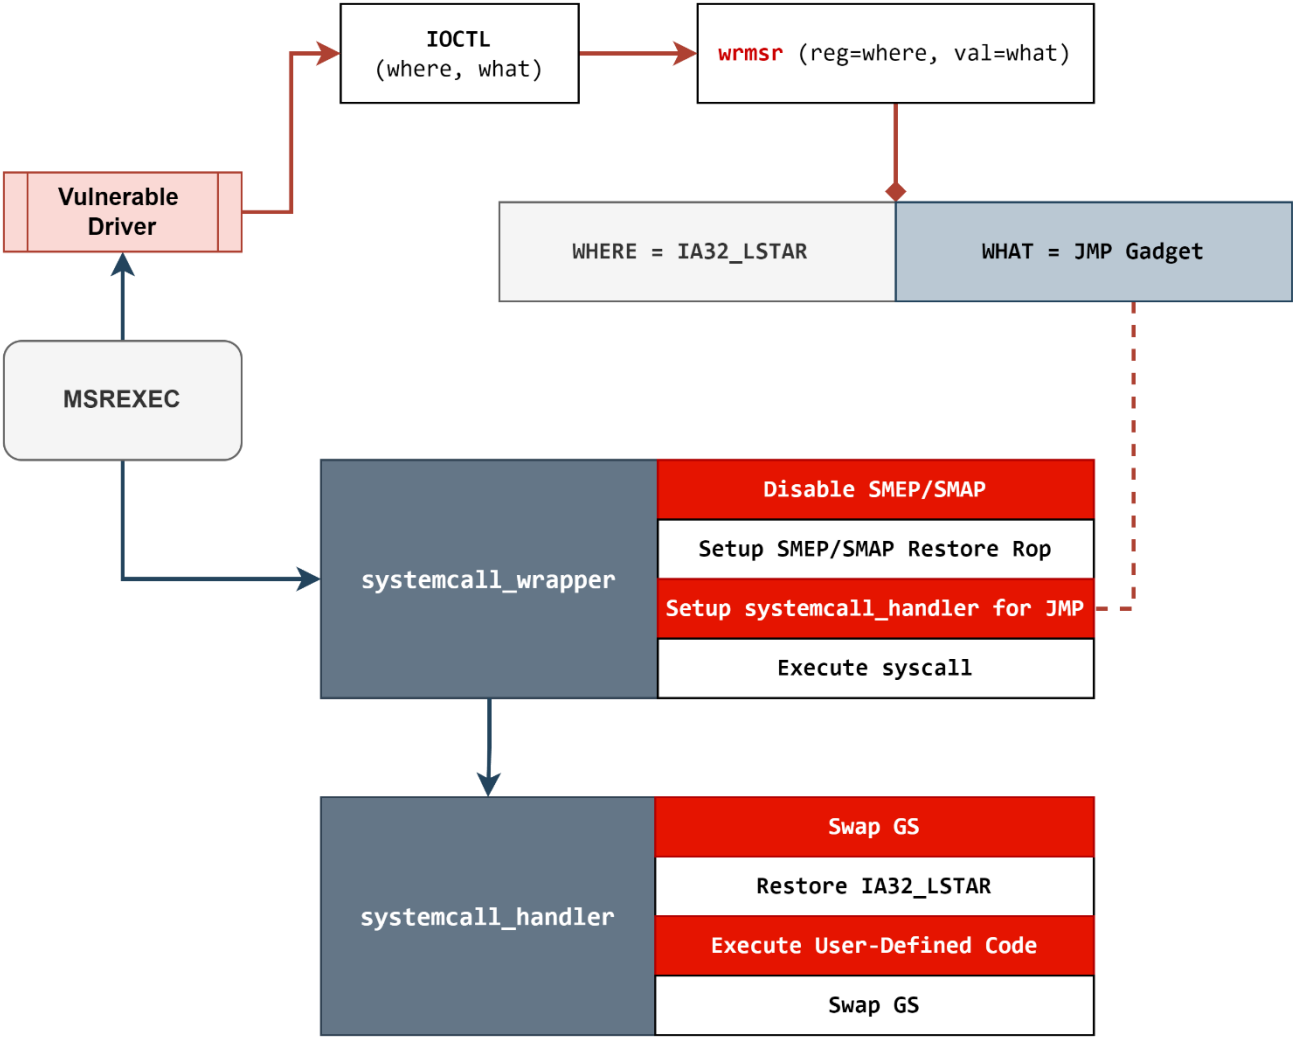 IOCTL
(where, what)
wrmsr (reg=where, val=what)
Vulnerable
Driver
WHERE = IA32_LSTAR
WHAT = JMP Gadget
MSREXEC
systemcall_wrapper
Disable SMEP/SMAP
Setup SMEP/SMAP Restore Rop
Setup systemcall_handler for JMP
Execute syscall
systemcall_handler
Swap GS
Restore IA32_LSTAR
Execute User-Defined Code
Swap GS